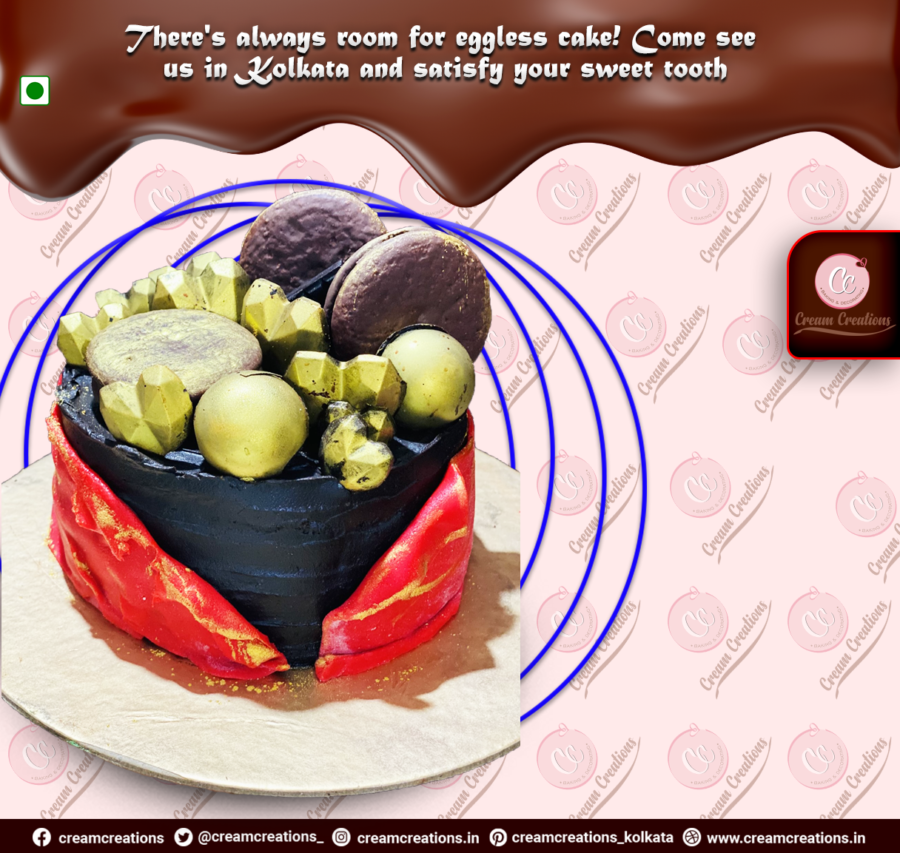 There's always room for eggless cake! Come see
us in Kolkata and satisfy your sweet tooth
Cc
Cream Creations
creamcreations @creamcreations_ creamcreations creamcreations_kolkata www.creamcreations.in